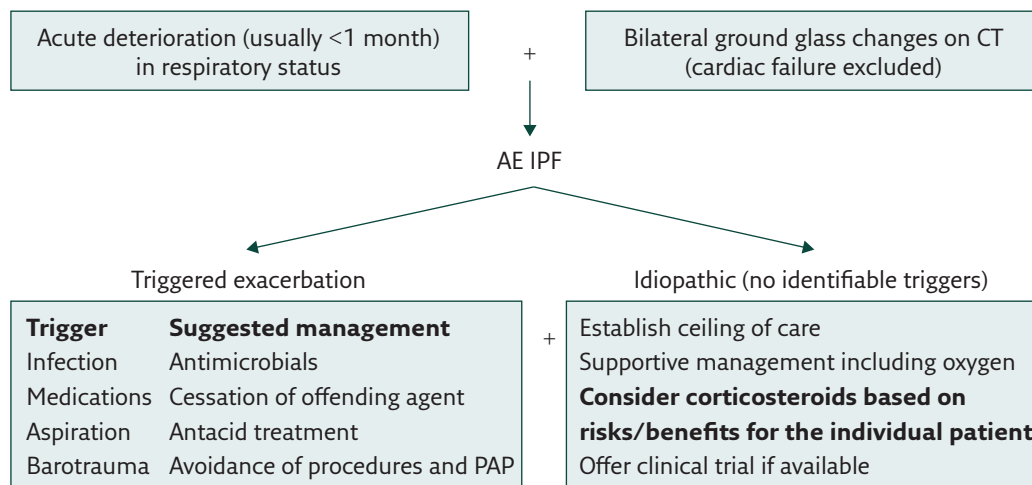 Acute deterioration (usually <1 month)
in respiratory status
+
Bilateral ground glass changes on CT
(cardiac failure excluded)
AE IPF
Triggered exacerbation
Trigger Suggested management
Infection Antimicrobials
Medications Cessation of offending agent
Aspiration Antacid treatment
Barotrauma Avoidance of procedures and PAP
+
Idiopathic (no identifiable triggers)
Establish ceiling of care
Supportive management including oxygen
Consider corticosteroids based on
risks/benefits for the individual patient
Offer clinical trial if available